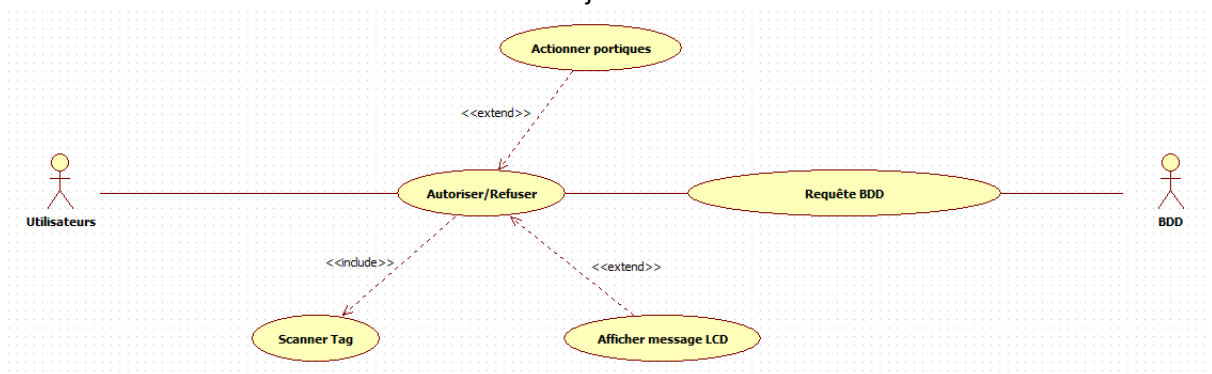 Actionner portiques
<<extend>>
Autoriser/Refuser
Requête BDD
Utilisateurs
BDD
<<include>>
<<extend>>
Scanner Tag
Afficher message LCD